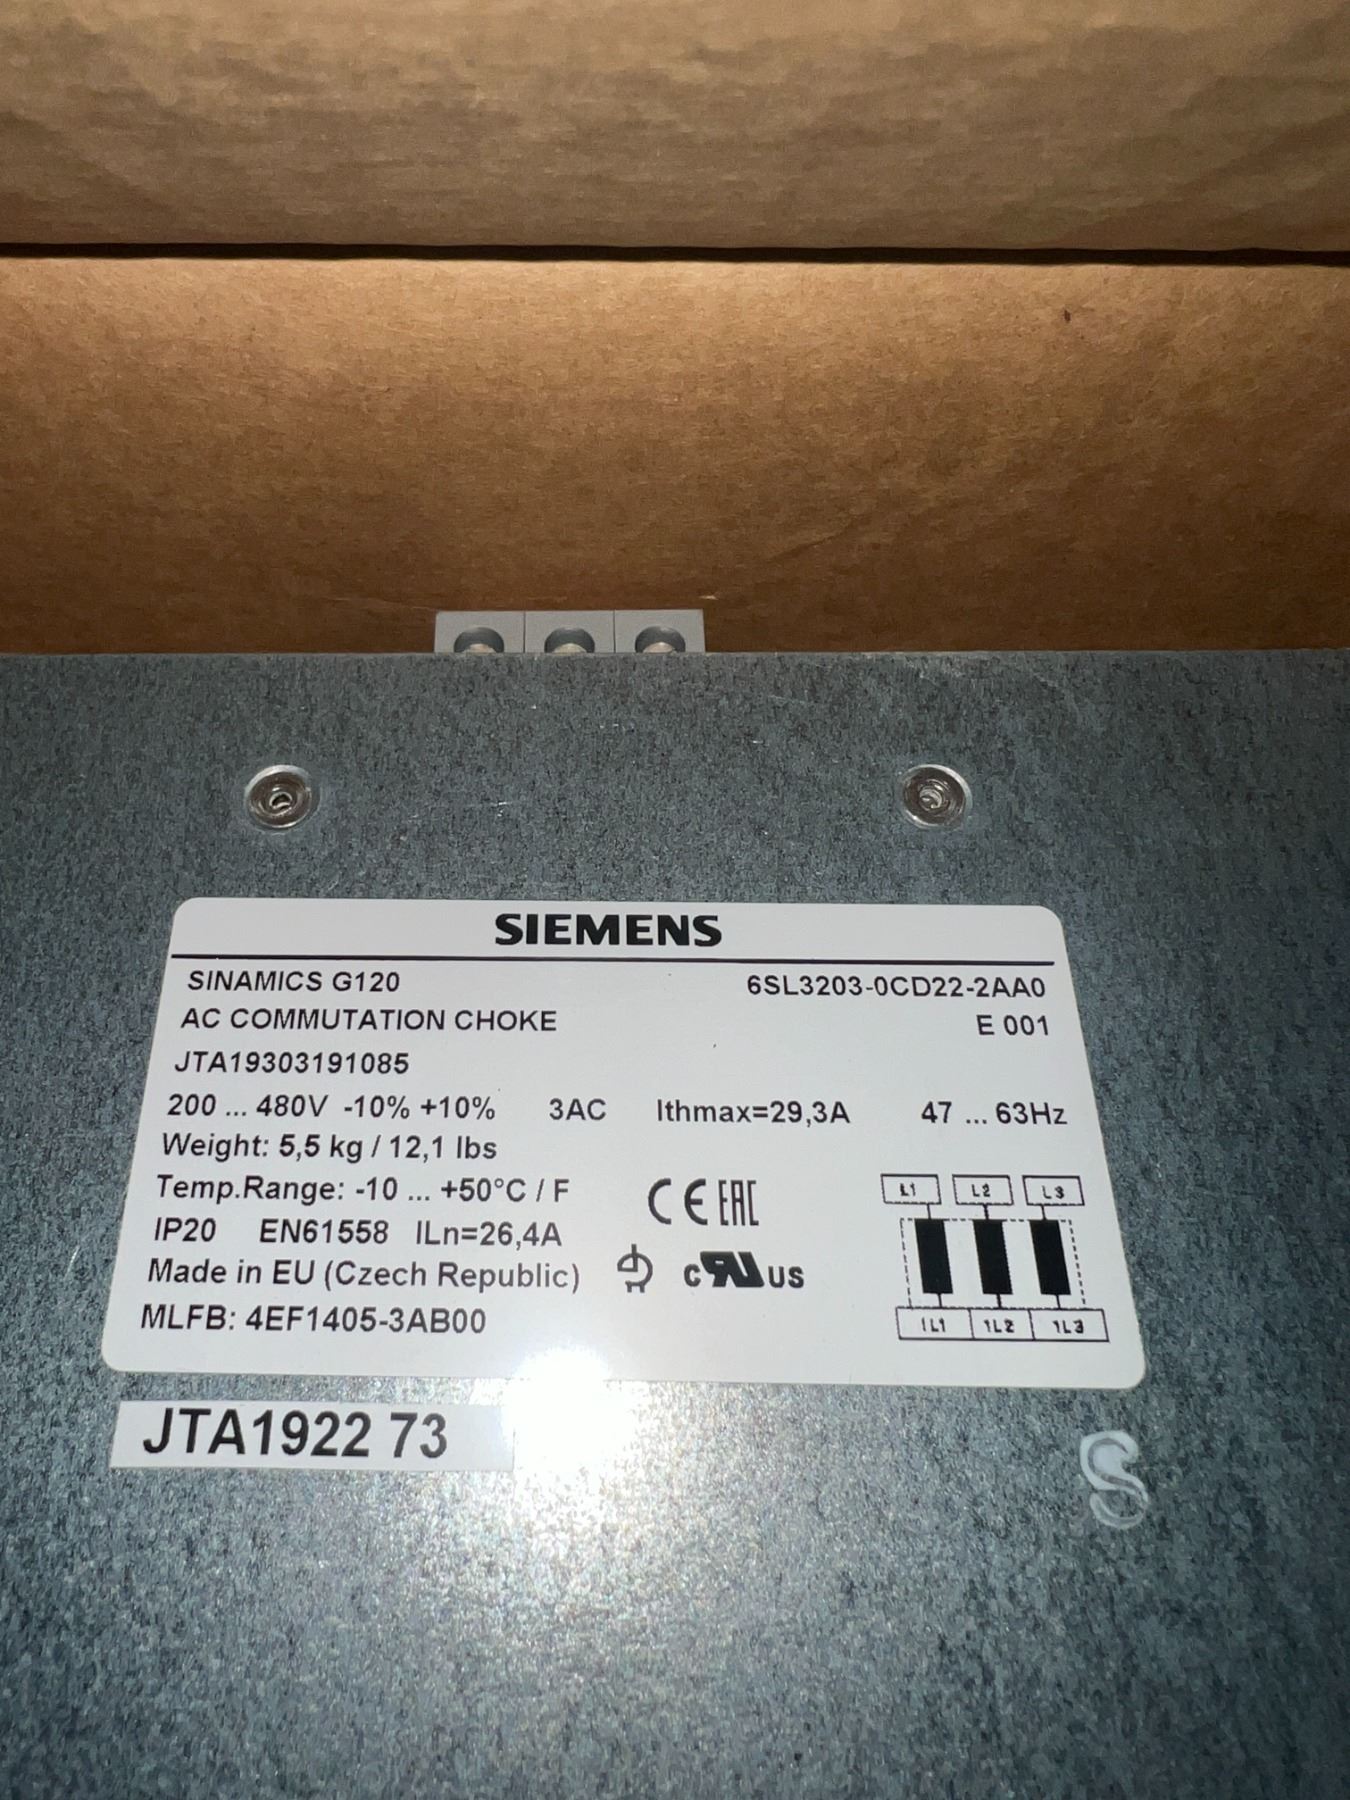 SIEMENS
SINAMICS G120 6SL3203-0CD22-2AA0
AC COMMUTATION CHOKE E 001
JTA19303191085
200 ... 480V -10% +10% 3AC Ithmax=29,3A 47 ... 63Hz
Weight: 5,5 kg / 12,1 lbs
Temp.Range: -10 ... +50°C / F
CE EAC
L1 L2 L3
IP20 EN61558 ILn=26,4A
Made in EU (Czech Republic)
c RU US
MLFB: 4EF1405-3AB00
1L1 1L2 1L3
JTA1922 73
S